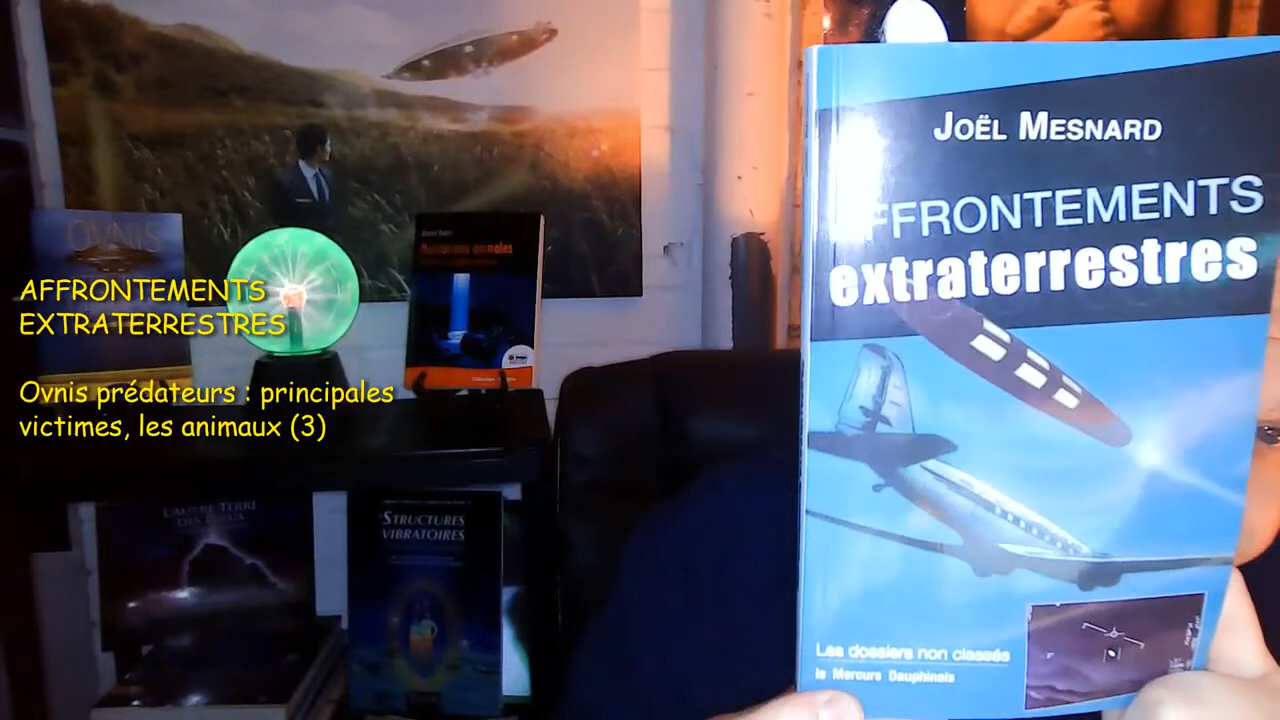 AFFRONTEMENTS
EXTRATERRESTRES
Ovnis prédateurs : principales
victimes, les animaux (3)
OVNIS
STRUCTURES
VIBRATOIRES
JOËL MESNARD
AFFRONTEMENTS
extraterrestres
Les dossiers non classés
le Mercure Dauphinois